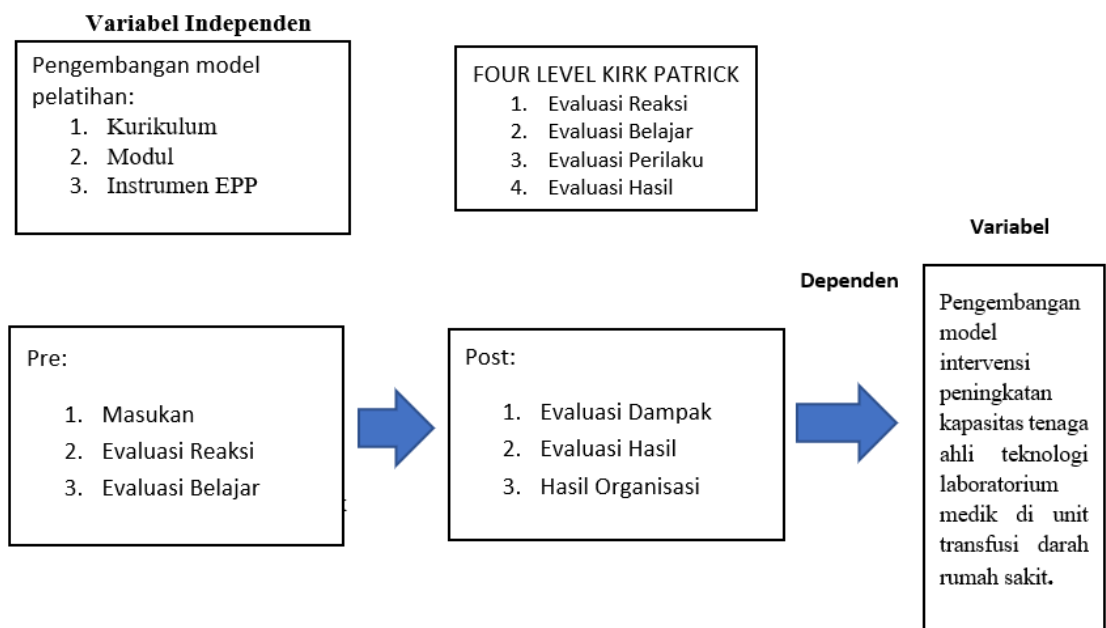 Variabel Independen
Pengembangan model
pelatihan:
1. Kurikulum
2. Modul
3. Instrumen EPP
FOUR LEVEL KIRK PATRICK
1. Evaluasi Reaksi
2. Evaluasi Belajar
3. Evaluasi Perilaku
4. Evaluasi Hasil
Pre:
1. Masukan
2. Evaluasi Reaksi
3. Evaluasi Belajar
Post:
1. Evaluasi Dampak
2. Evaluasi Hasil
3. Hasil Organisasi
Variabel
Dependen
Pengembangan
model
intervensi
peningkatan
kapasitas tenaga
ahli teknologi
laboratorium
medik di unit
transfusi darah
rumah sakit.